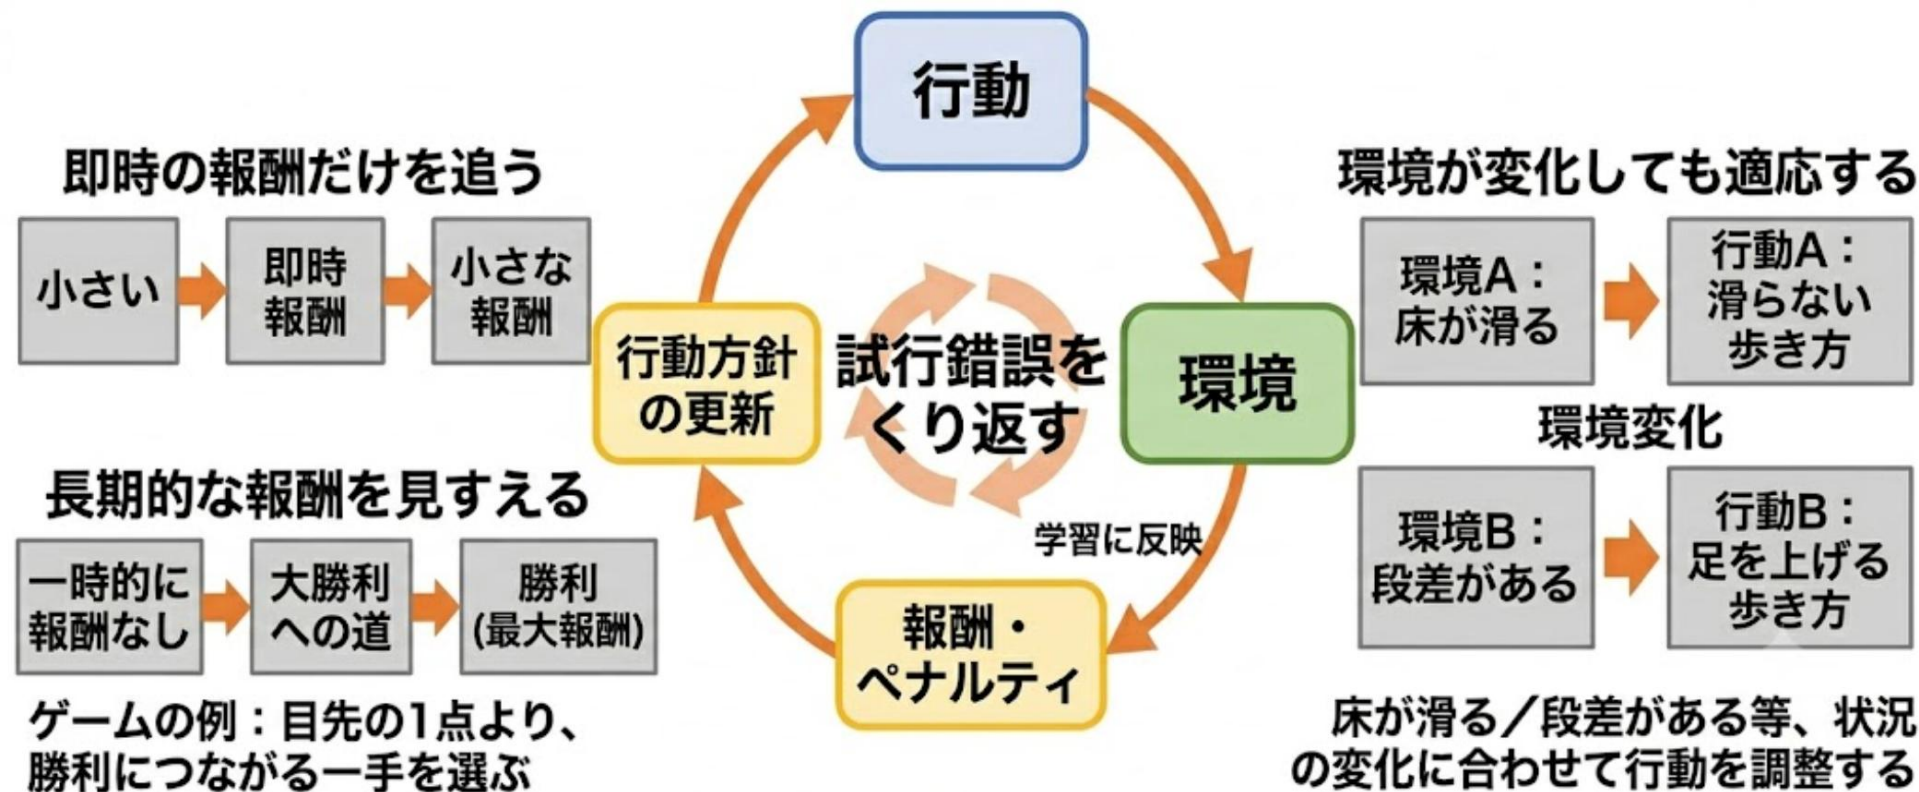 行動
即時の報酬だけを追う
小さい
即時
報酬
小さな
報酬
行動方針
の更新
長期的な報酬を見すえる
一時的に
報酬なし
大勝利
への道
勝利
(最大報酬)
ゲームの例：目先の1点より、
勝利につながる一手を選ぶ
試行錯誤を
くり返す
環境
学習に反映
報酬・
ペナルティ
環境が変化しても適応する
環境A：
床が滑る
行動A：
滑らない
歩き方
環境変化
環境B：
段差がある
行動B：
足を上げる
歩き方
床が滑る／段差がある等、状況
の変化に合わせて行動を調整する